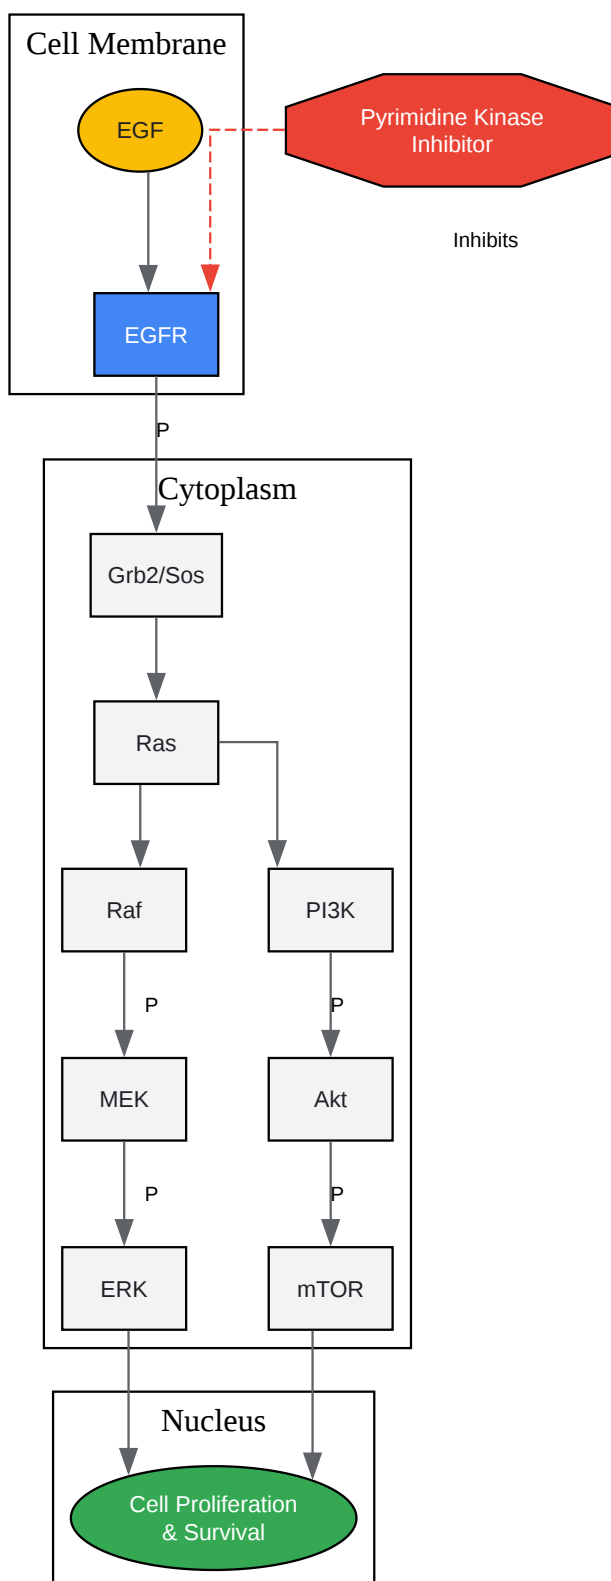 Cell Membrane
EGF
Pyrimidine Kinase
Inhibitor
Inhibits
EGFR
P
Cytoplasm
Grb2/Sos
Ras
Raf
PI3K
P
P
MEK
Akt
P
P
ERK
mTOR
Nucleus
Cell Proliferation
& Survival